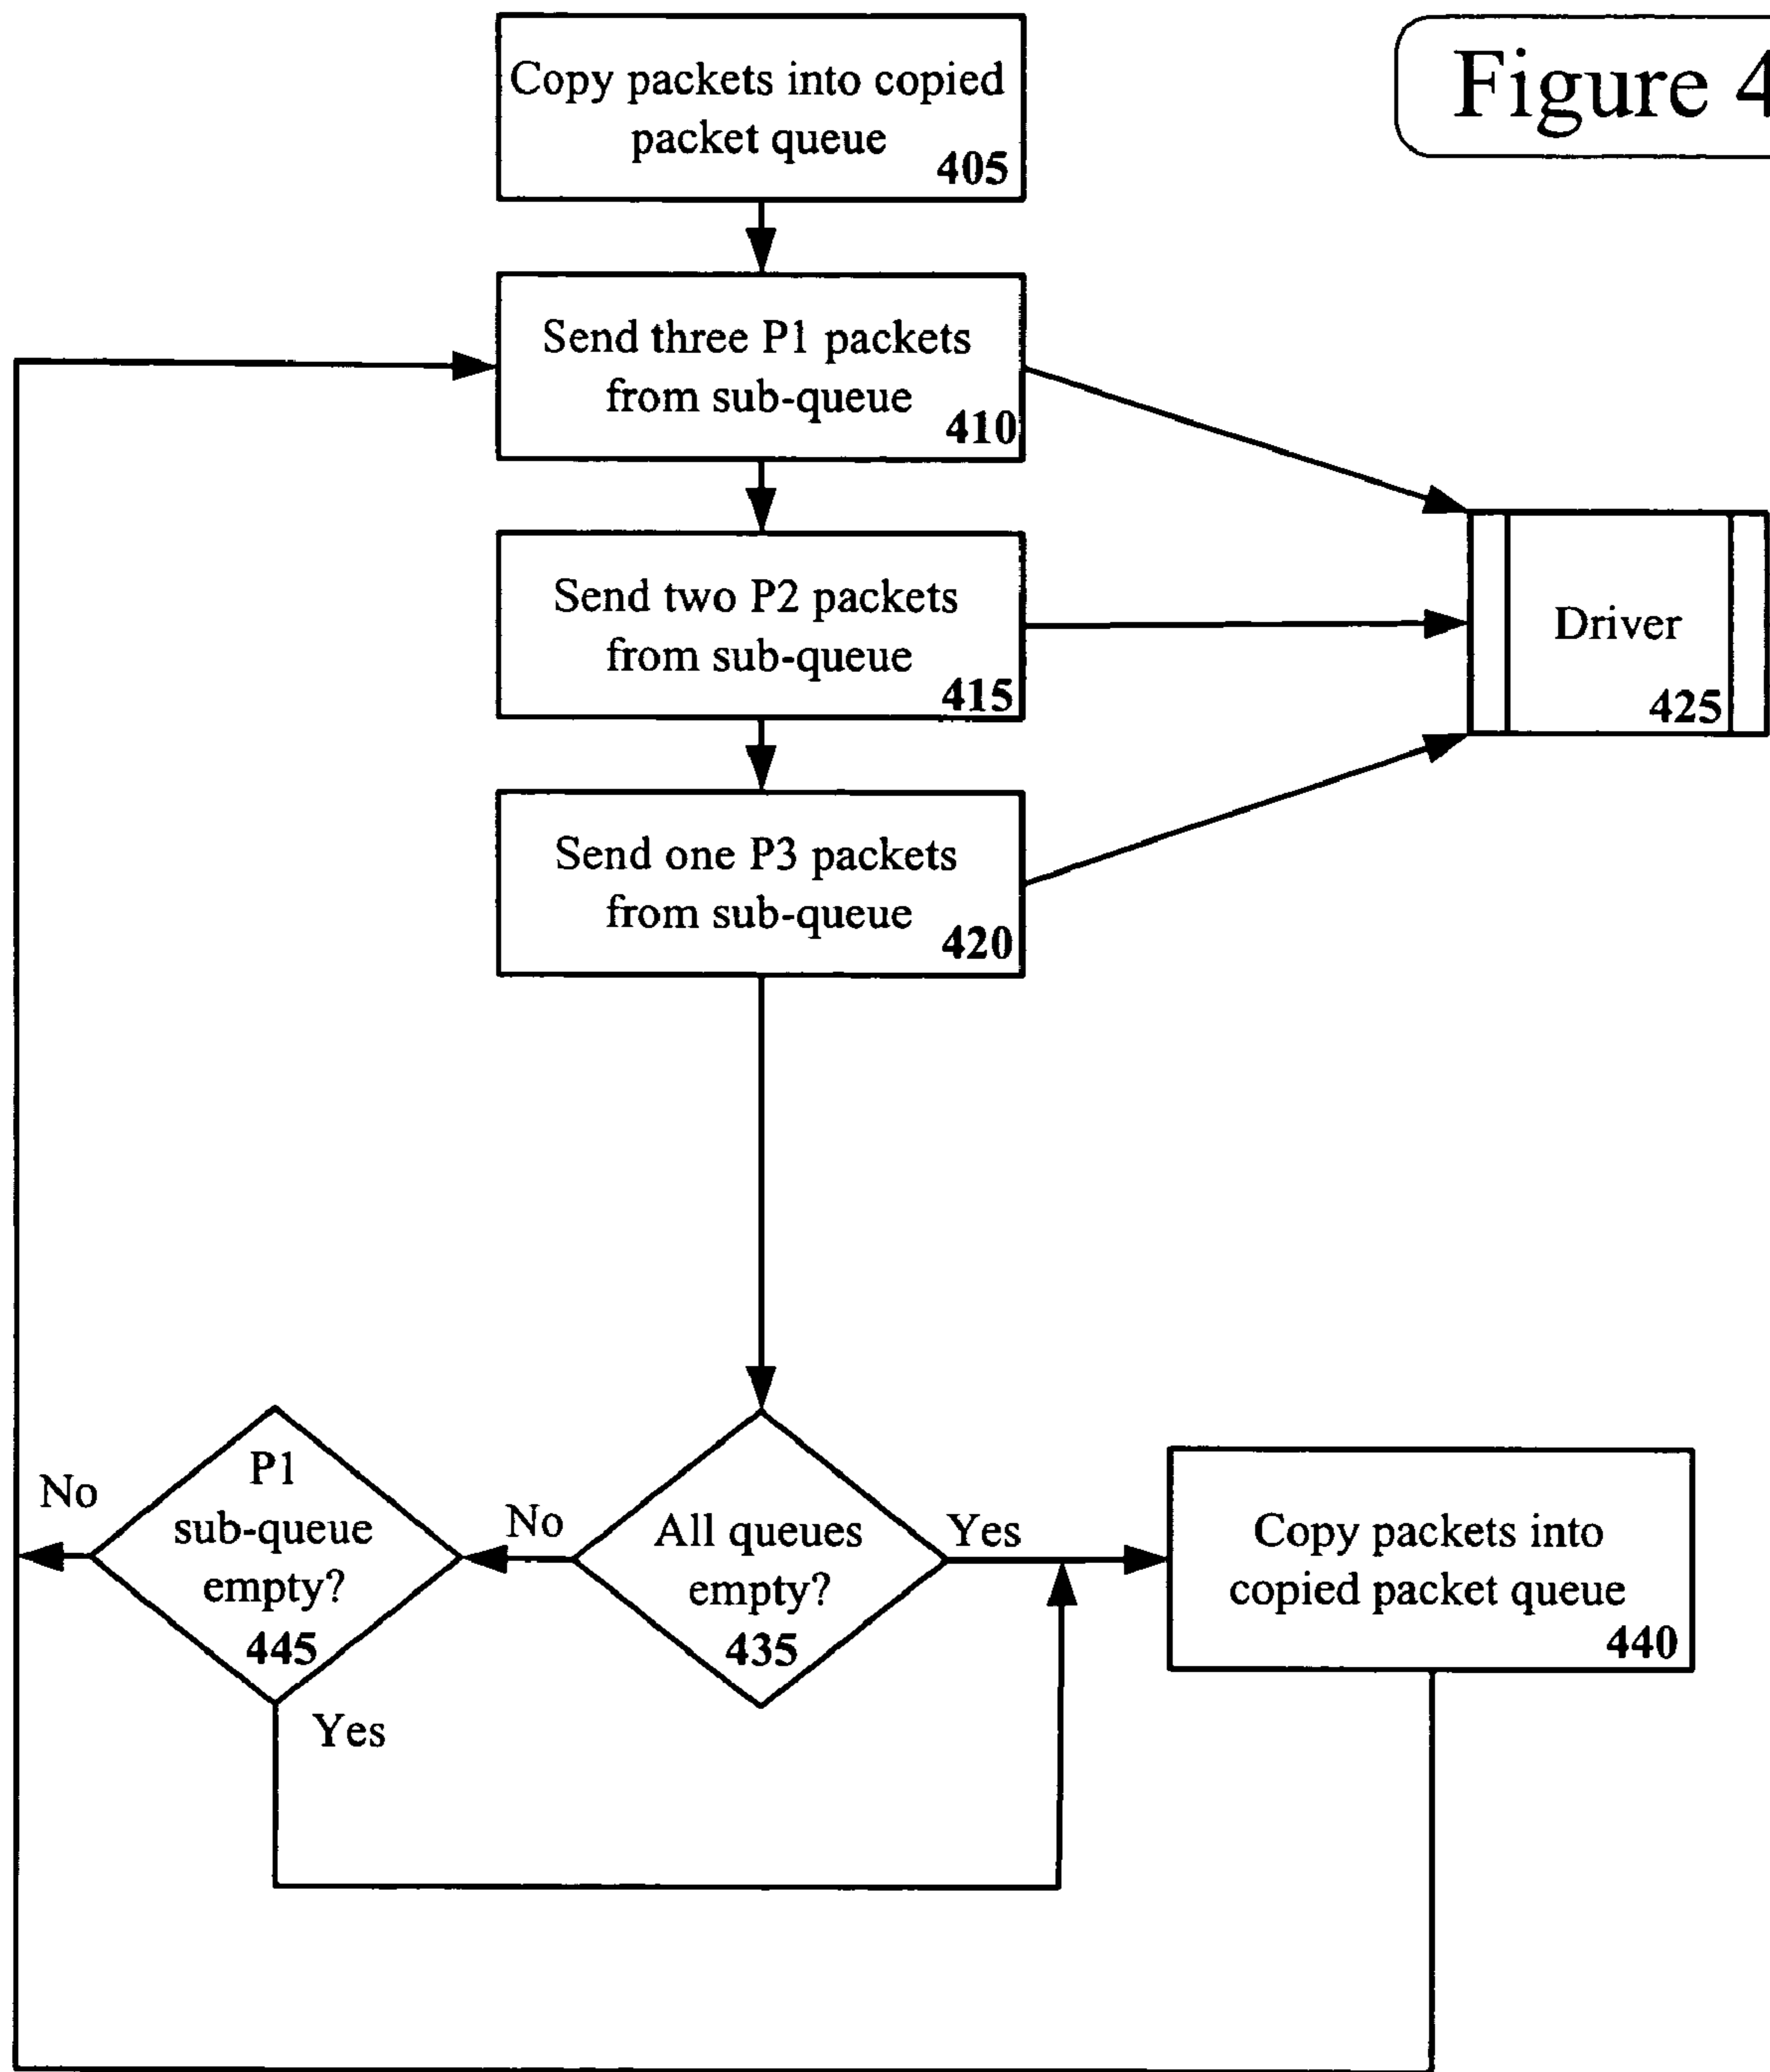 Figure 4
Copy packets into copied
packet queue
405
Send three P1 packets
from sub-queue
410
Send two P2 packets
from sub-queue
415
Driver
425
Send one P3 packets
from sub-queue
420
P1
sub-queue
empty?
445
No
Yes
No
All queues
empty?
435
Yes
Copy packets into
copied packet queue
440